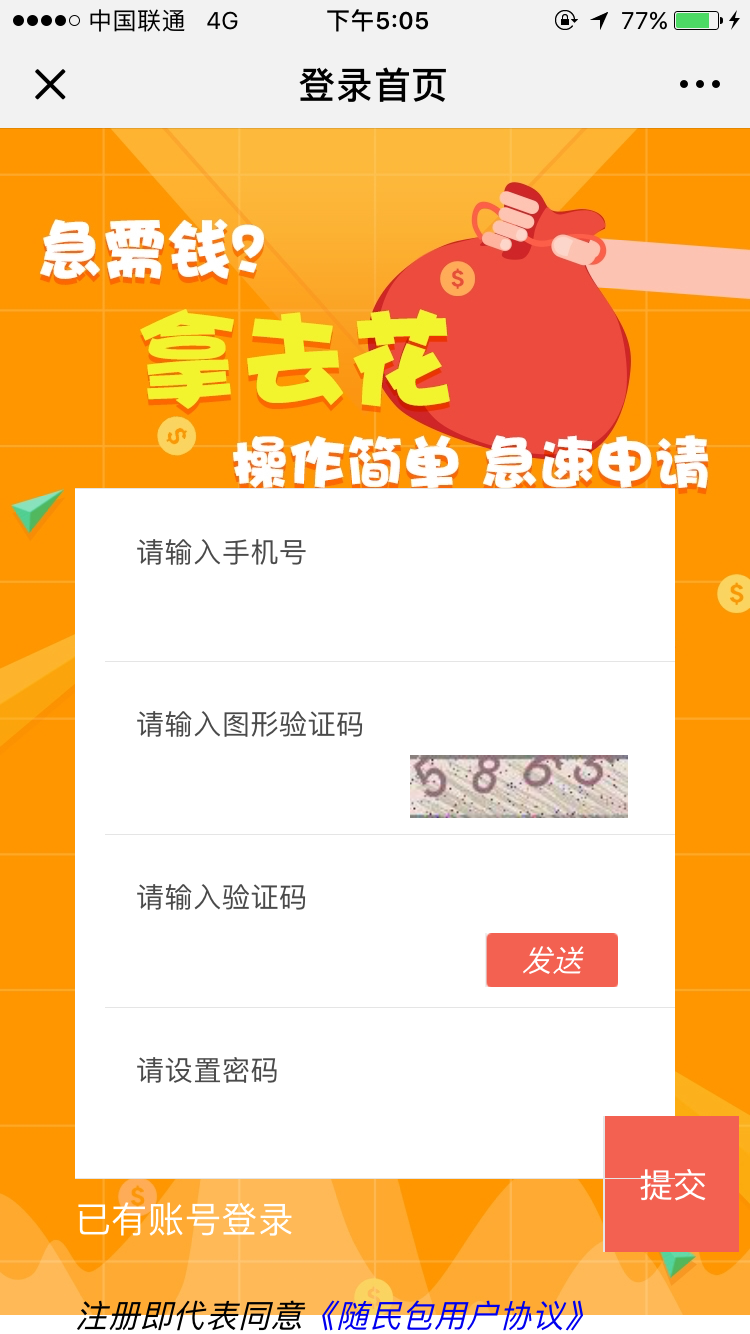 中国联通 4G 下午5:05 77%
登录首页
急需钱?
拿去花
操作简单 急速申请
请输入手机号
请输入图形验证码
5863
请输入验证码
发送
请设置密码
提交
已有账号登录
注册即代表同意《随民包用户协议》